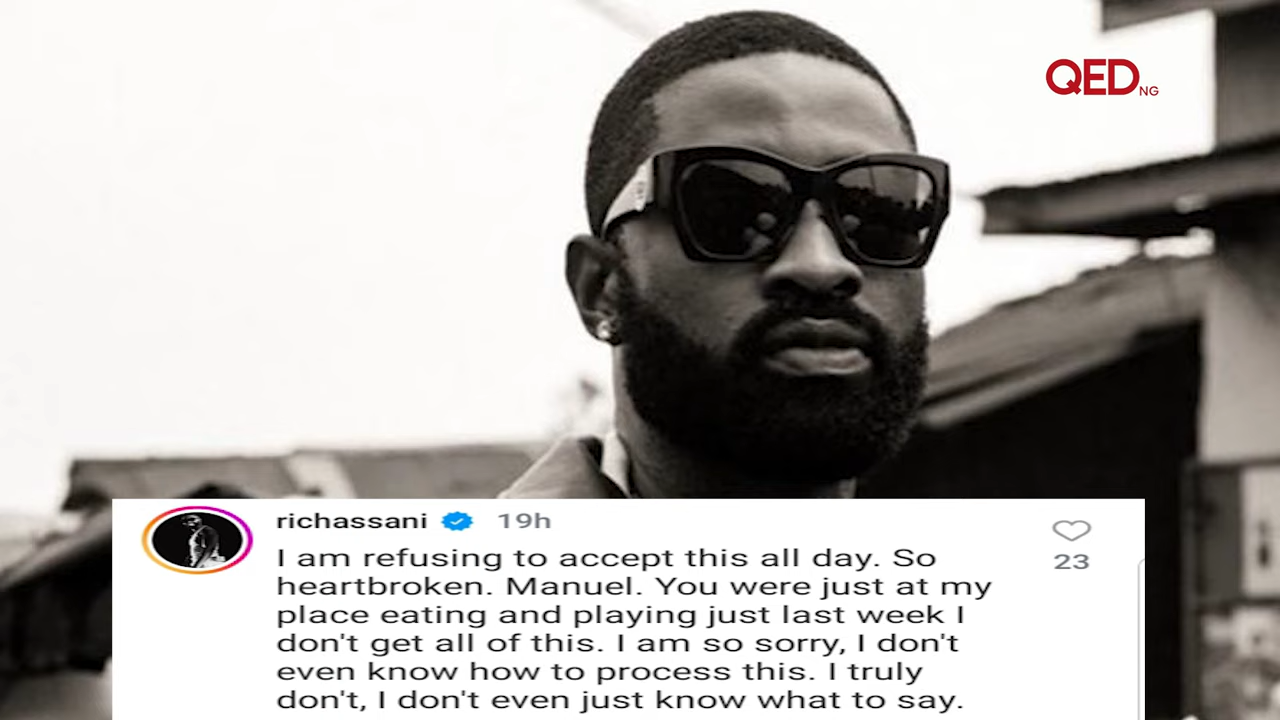 QED NG
richassani 19h
I am refusing to accept this all day. So
heartbroken. Manuel. You were just at my
place eating and playing just last week I
don't get all of this. I am so sorry, I don't
even know how to process this. I truly
don't, I don't even just know what to say.
23